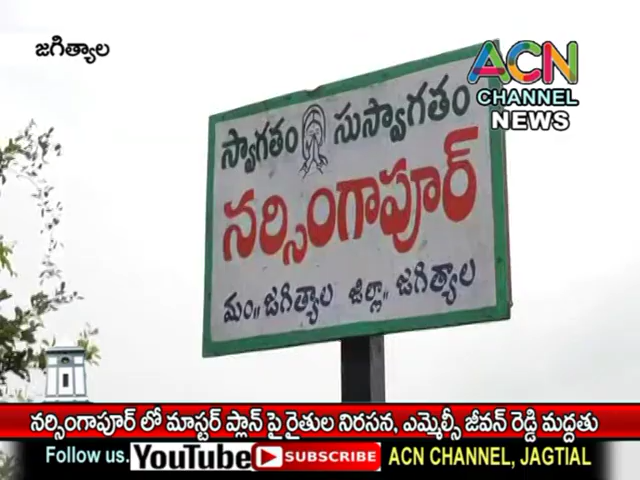 జగిత్యాల
ACN
CHANNEL
NEWS
స్వాగతం సుస్వాగతం
నర్సింగాపూర్
మం,, జగిత్యాల జిల్లా,, జగిత్యాల
నర్సింగాపూర్ లో మాస్టర్ ప్లాన్ పై రైతుల నిరసన, ఎమ్మెల్సీ జీవన్ రెడ్డి మద్దతు
Follow us. YouTube SUBSCRIBE ACN CHANNEL, JAGTIAL